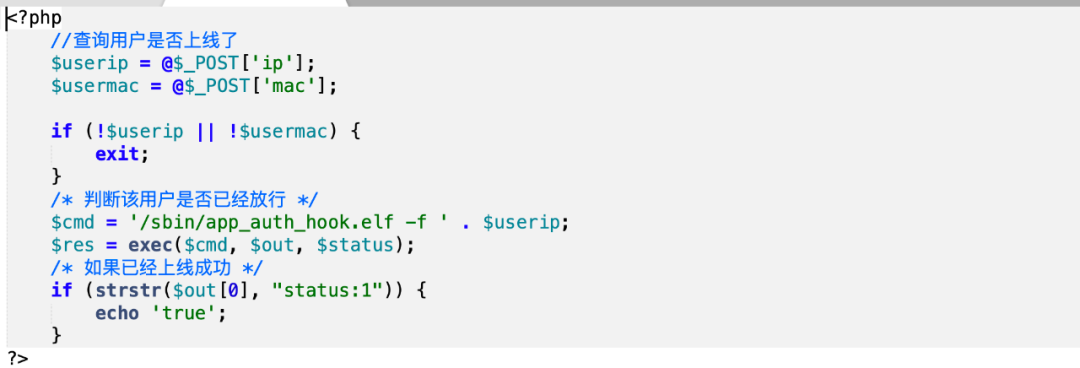 <?php
//查询用户是否上线了
$userip = @$_POST['ip'];
$usermac = @$_POST['mac'];
if (!$userip || !$usermac) {
exit;
}
/* 判断该用户是否已经放行 */
$cmd = '/sbin/app_auth_hook.elf -f ' . $userip;
$res = exec($cmd, $out, $status);
/* 如果已经上线成功 */
if (strstr($out[0], "status:1")) {
echo 'true';
}
?>